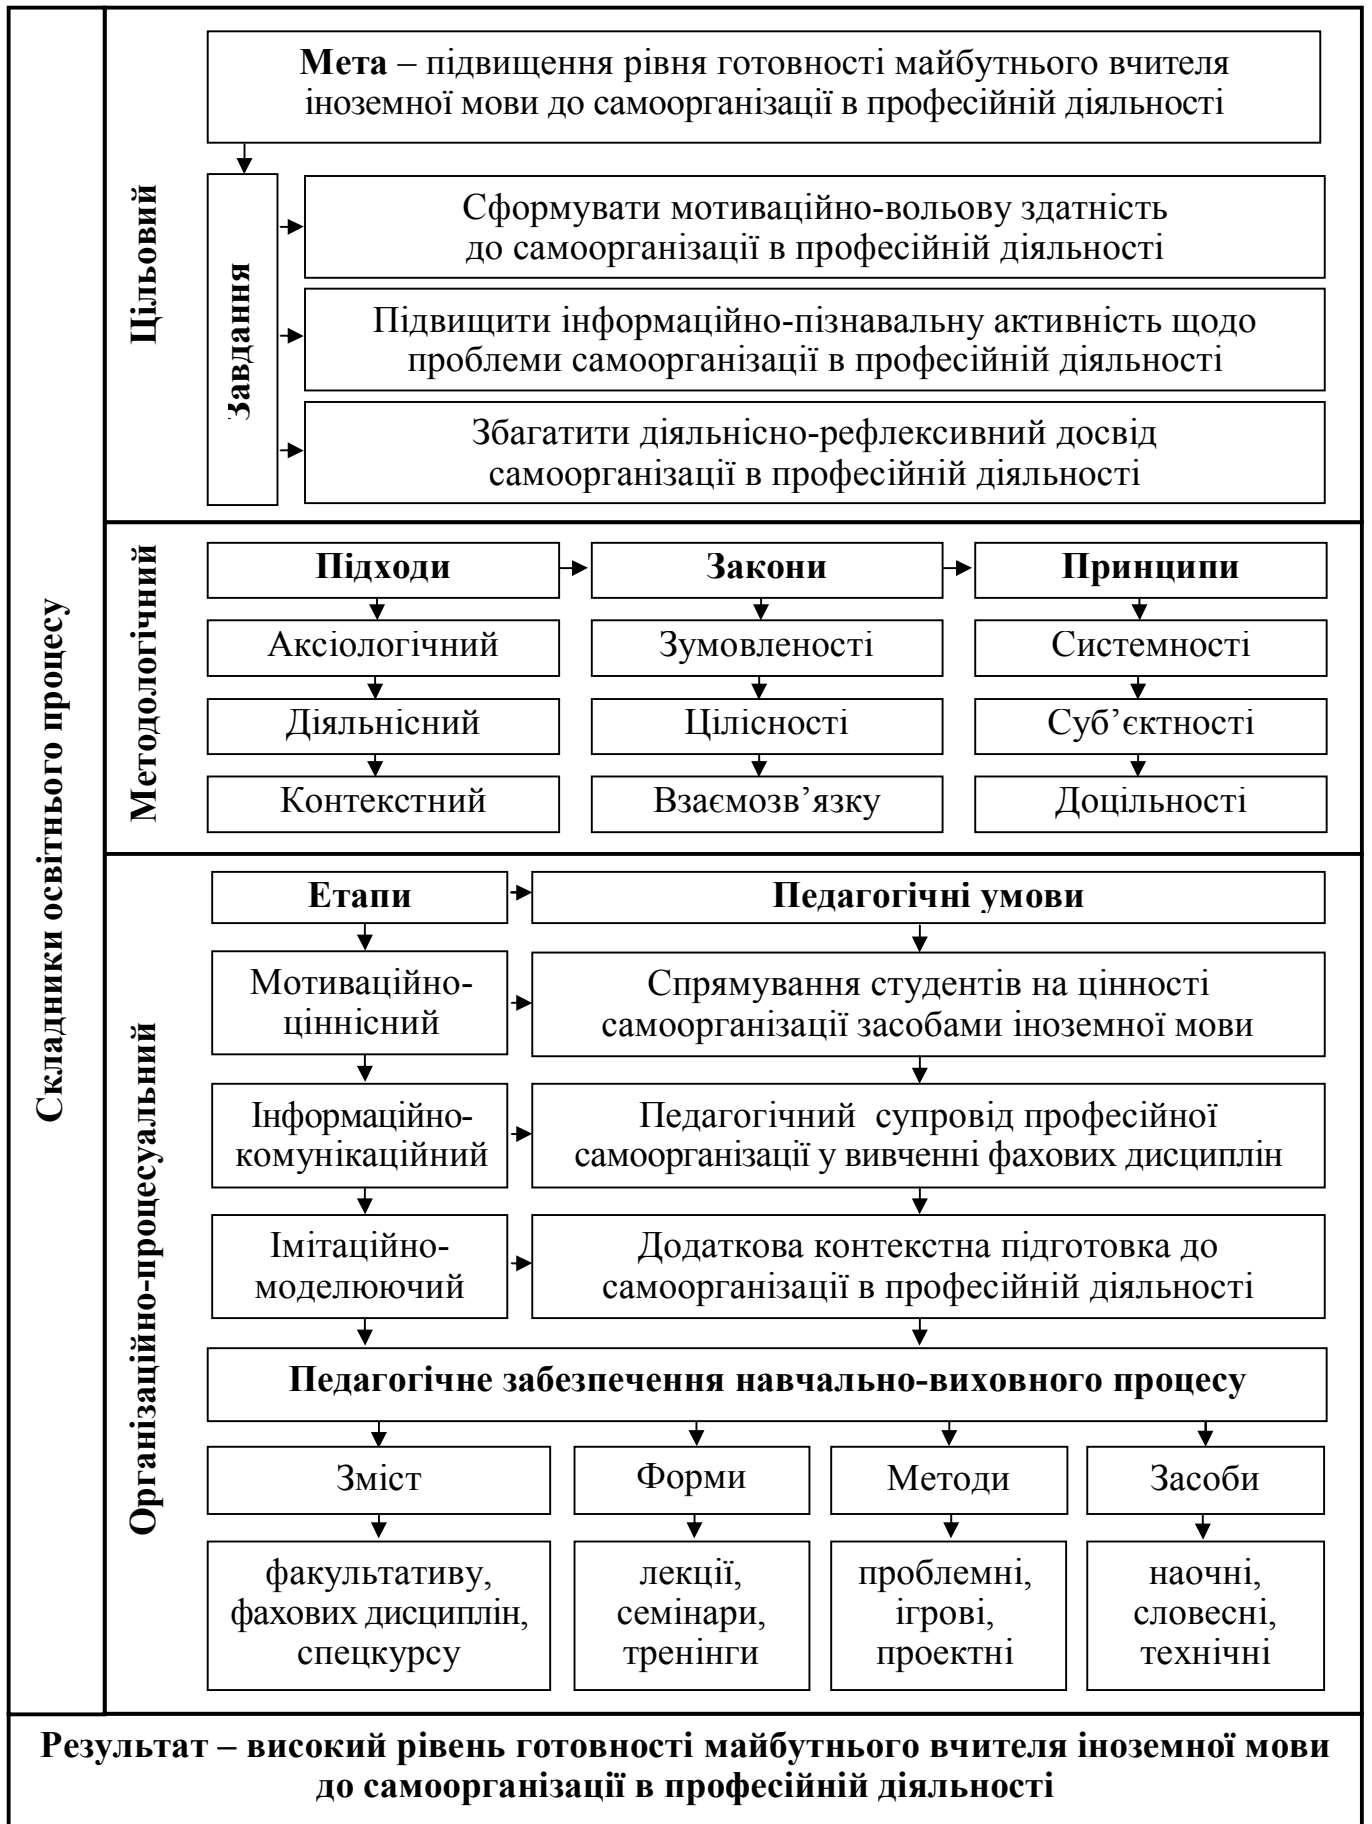 Складники освітнього процесу
Цільовий
Мета – підвищення рівня готовності майбутнього вчителя
іноземної мови до самоорганізації в професійній діяльності
Завдання
Сформувати мотиваційно-вольову здатність
до самоорганізації в професійній діяльності
Підвищити інформаційно-пізнавальну активність щодо
проблеми самоорганізації в професійній діяльності
Збагатити діяльнісно-рефлексивний досвід
самоорганізації в професійній діяльності
Методологічний
Підходи
Закони
Принципи
Аксіологічний
Зумовленості
Системності
Діяльнісний
Цілісності
Суб’єктності
Контекстний
Взаємозв’язку
Доцільності
Організаційно-процесуальний
Етапи
Педагогічні умови
Мотиваційно-
ціннісний
Спрямування студентів на цінності
самоорганізації засобами іноземної мови
Інформаційно-
комунікаційний
Педагогічний супровід професійної
самоорганізації у вивченні фахових дисциплін
Імітаційно-
моделюючий
Додаткова контекстна підготовка до
самоорганізації в професійній діяльності
Педагогічне забезпечення навчально-виховного процесу
Зміст
Форми
Методи
Засоби
факультативу,
фахових дисциплін,
спецкурсу
лекції,
семінари,
тренінги
проблемні,
ігрові,
проектні
наочні,
словесні,
технічні
Результат – високий рівень готовності майбутнього вчителя іноземної мови
до самоорганізації в професійній діяльності